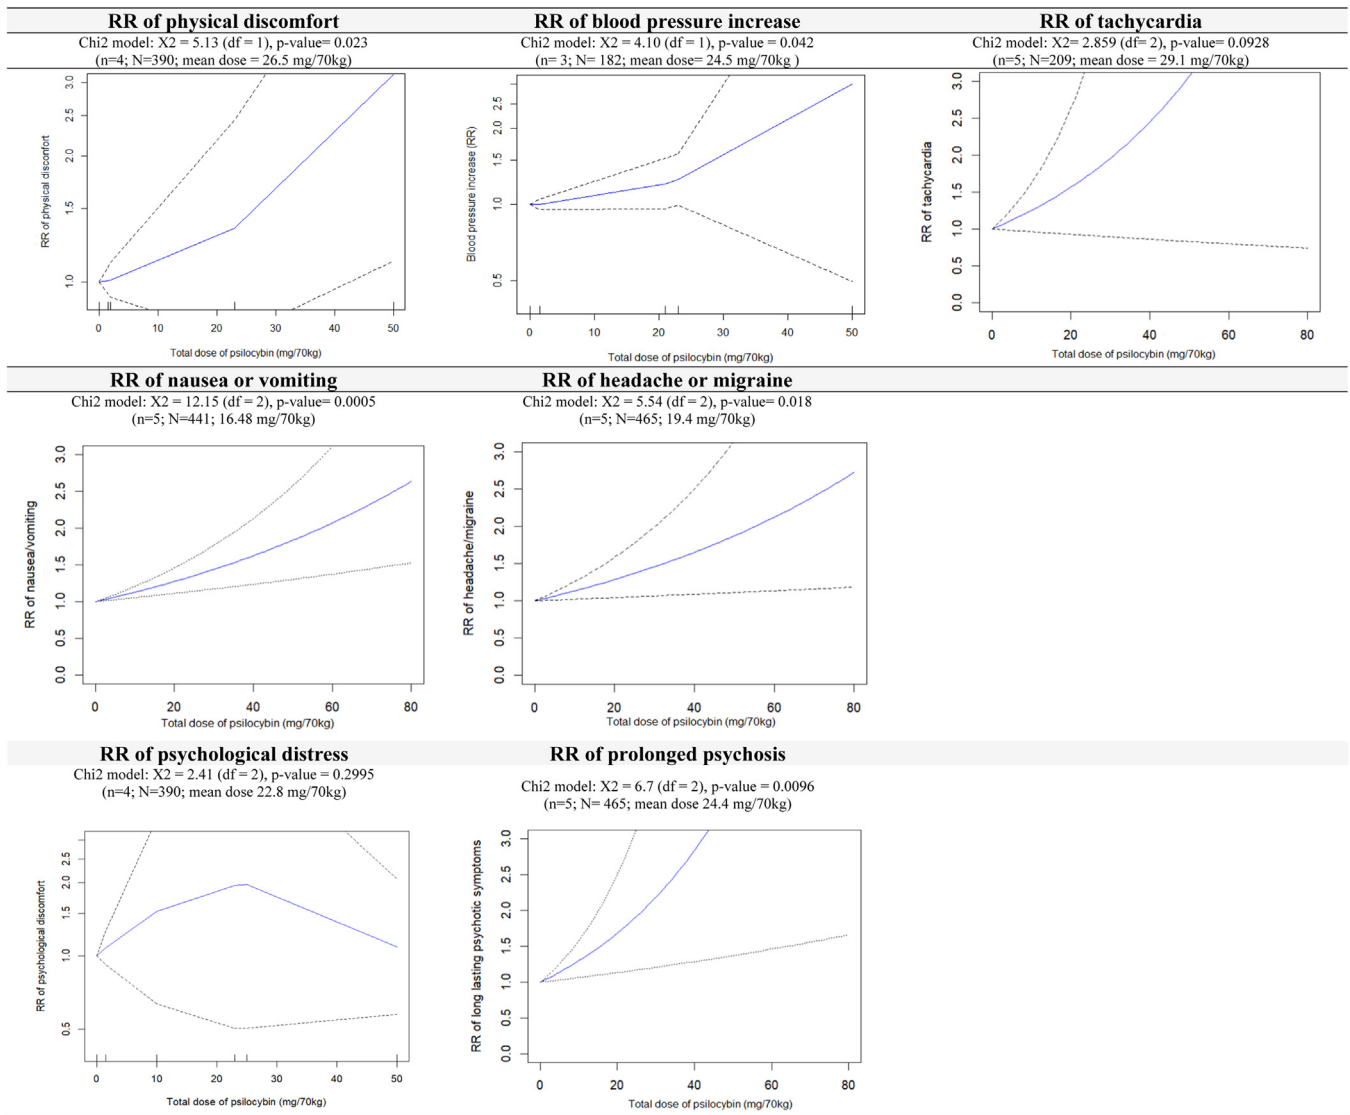 RR of physical discomfort
Chi2 model: X2 = 5.13 (df = 1), p-value= 0.023
(n=4; N=390; mean dose = 26.5 mg/70kg)
RR of physical disconfort
3.0
2.5
2.0
1.5
1.0
0 10 20 30 40 50
Total dose of psilocybin (mg/70kg)
RR of blood pressure increase
Chi2 model: X2 = 4.10 (df = 1), p-value = 0.042
(n= 3; N= 182; mean dose= 24.5 mg/70kg )
Blood pressure increase (RR)
2.5
2.0
1.5
1.0
0.5
0 10 20 30 40 50
Total dose of psilocybin (mg/70kg)
RR of tachycardia
Chi2 model: X2= 2.859 (df= 2), p-value= 0.0928
(n=5; N=209; mean dose = 29.1 mg/70kg)
RR of tachycardia
3.0
2.5
2.0
1.5
1.0
0.5
0.0
0 20 40 60 80
Total dose of psilocybin (mg/70kg)
RR of nausea or vomiting
Chi2 model: X2 = 12.15 (df = 2), p-value= 0.0005
(n=5; N=441; 16.48 mg/70kg)
RR of nausea/vomiting
3.0
2.5
2.0
1.5
1.0
0.5
0.0
0 20 40 60 80
Total dose of psilocybin (mg/70kg)
RR of headache or migraine
Chi2 model: X2 = 5.54 (df = 2), p-value= 0.018
(n=5; N=465; 19.4 mg/70kg)
RR of headache/migraine
3.0
2.5
2.0
1.5
1.0
0.5
0.0
0 20 40 60 80
Total dose of psilocybin (mg/70kg)
RR of psychological distress
Chi2 model: X2 = 2.41 (df = 2), p-value = 0.2995
(n=4; N=390; mean dose 22.8 mg/70kg)
RR of psychological discomfort
2.5
2.0
1.5
1.0
0.5
0 10 20 30 40 50
Total dose of psilocybin (mg/70kg)
RR of prolonged psychosis
Chi2 model: X2 = 6.7 (df = 2), p-value = 0.0096
(n=5; N= 465; mean dose 24.4 mg/70kg)
RR of long lasting psychotic symptoms
3.0
2.5
2.0
1.5
1.0
0.5
0.0
0 20 40 60 80
Total dose of psilocybin (mg/70kg)